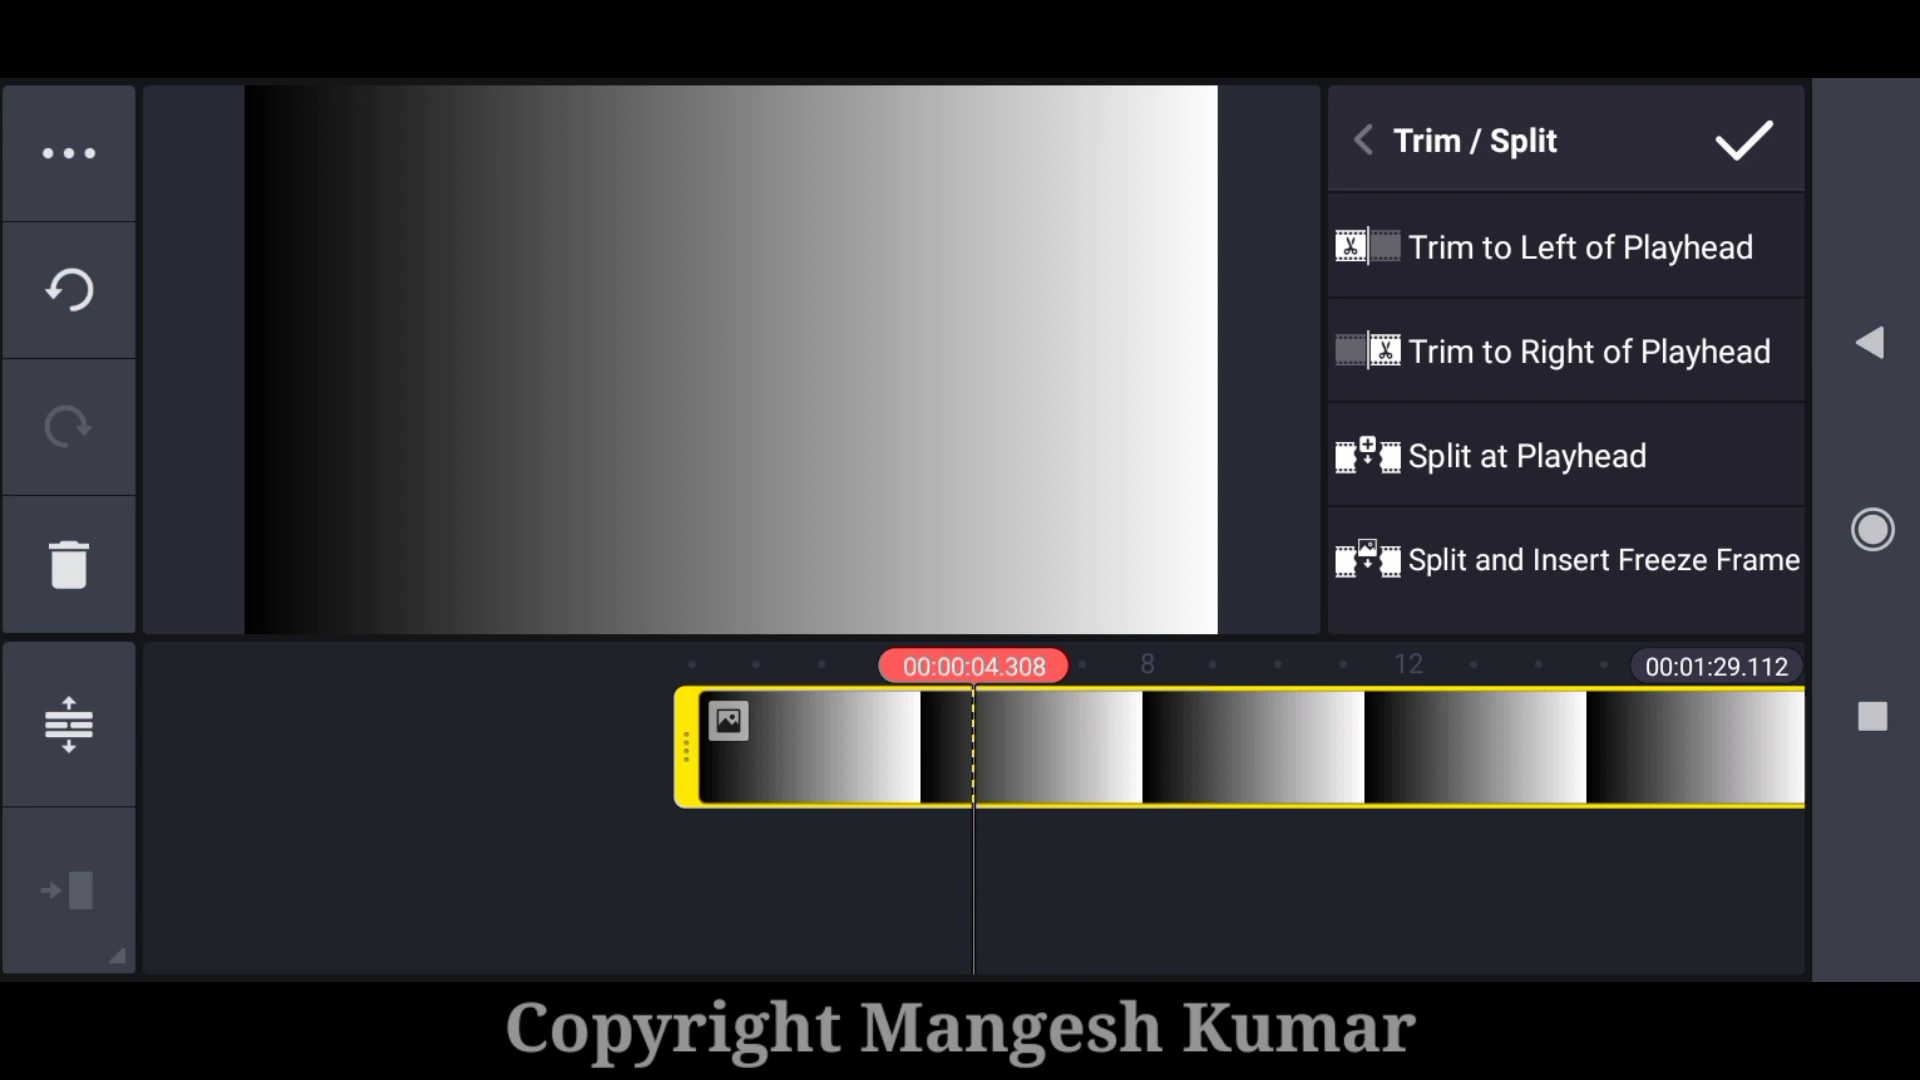 Trim / Split
Trim to Left of Playhead
Trim to Right of Playhead
Split at Playhead
Split and Insert Freeze Frame
00:00:04.308
8
12
00:01:29.112
Copyright Mangesh Kumar